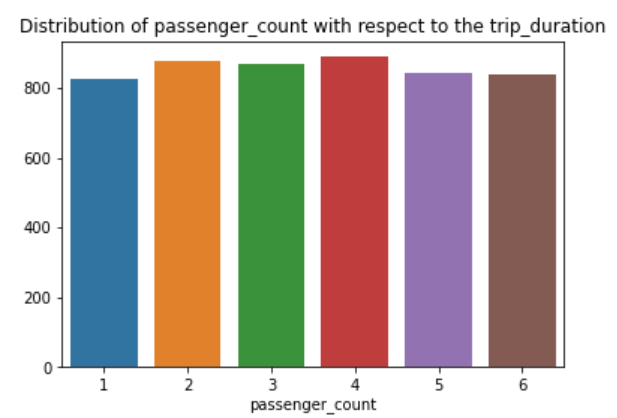 Distribution of passenger_count with respect to the trip_duration
800
600
400
200
0
1 2 3 4 5 6
passenger_count